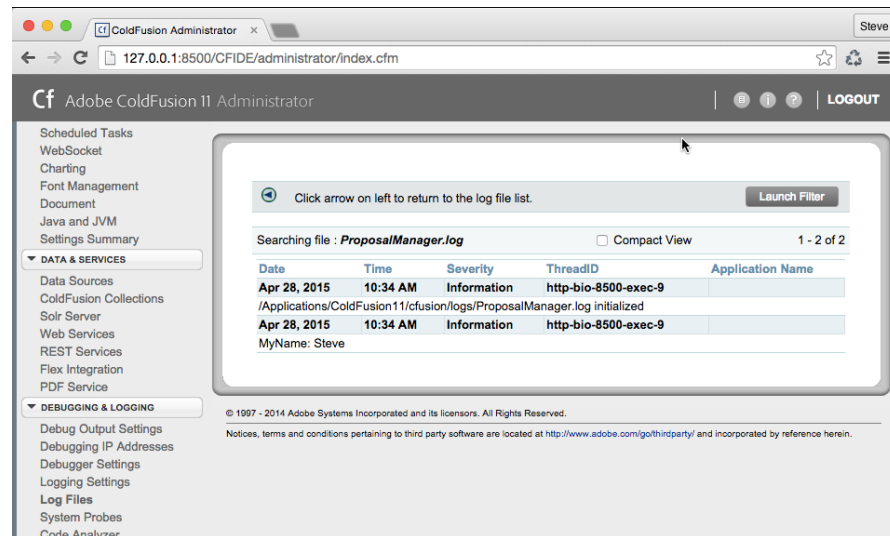 Cf ColdFusion Administrator ×
Steve
127.0.0.1:8500/CFIDE/administrator/index.cfm
Cf Adobe ColdFusion 11 Administrator
LOGOUT
Scheduled Tasks
WebSocket
Charting
Font Management
Document
Java and JVM
Settings Summary
DATA & SERVICES
Data Sources
ColdFusion Collections
Solr Server
Web Services
REST Services
Flex Integration
PDF Service
DEBUGGING & LOGGING
Debug Output Settings
Debugging IP Addresses
Debugger Settings
Logging Settings
Log Files
System Probes
Code Analyzer
Click arrow on left to return to the log file list.
Launch Filter
Searching file : ProposalManager.log Compact View 1 - 2 of 2
Date Time Severity ThreadID Application Name
Apr 28, 2015 10:34 AM Information http-bio-8500-exec-9
/Applications/ColdFusion11/cfusion/logs/ProposalManager.log initialized
Apr 28, 2015 10:34 AM Information http-bio-8500-exec-9
MyName: Steve
© 1997 - 2014 Adobe Systems Incorporated and its licensors. All Rights Reserved.
Notices, terms and conditions pertaining to third party software are located at http://www.adobe.com/go/thirdparty/ and incorporated by reference herein.